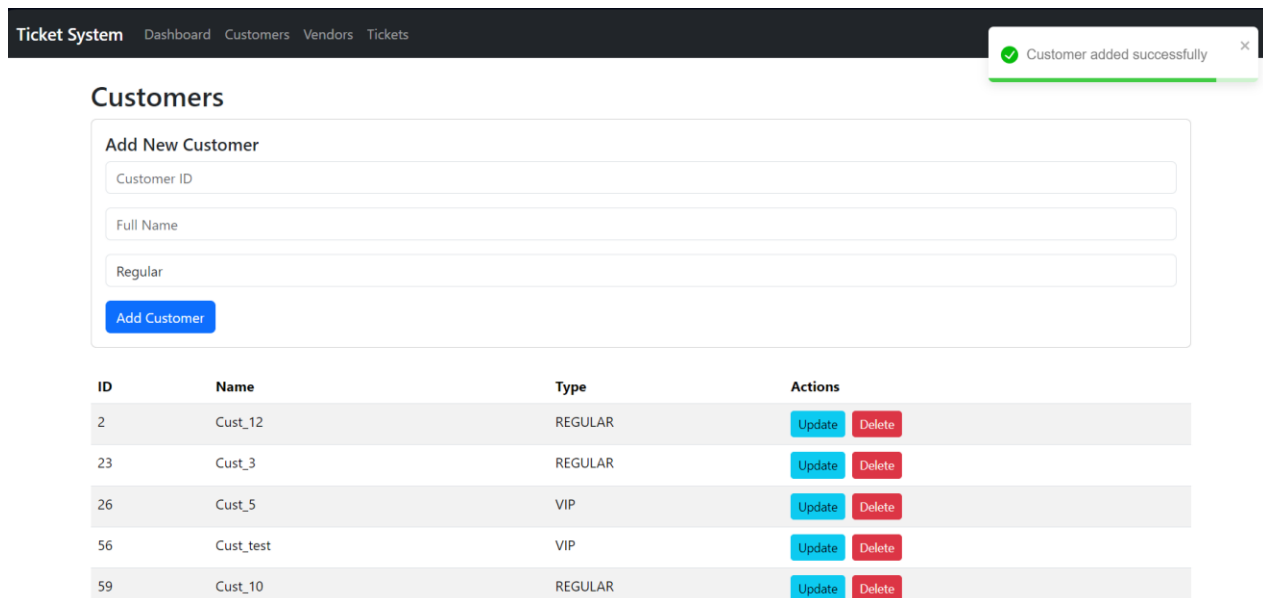 Ticket System Dashboard Customers Vendors Tickets
Customer added successfully
Customers
Add New Customer
Customer ID
Full Name
Regular
Add Customer
ID Name Type Actions
2 Cust_12 REGULAR Update Delete
23 Cust_3 REGULAR Update Delete
26 Cust_5 VIP Update Delete
56 Cust_test VIP Update Delete
59 Cust_10 REGULAR Update Delete